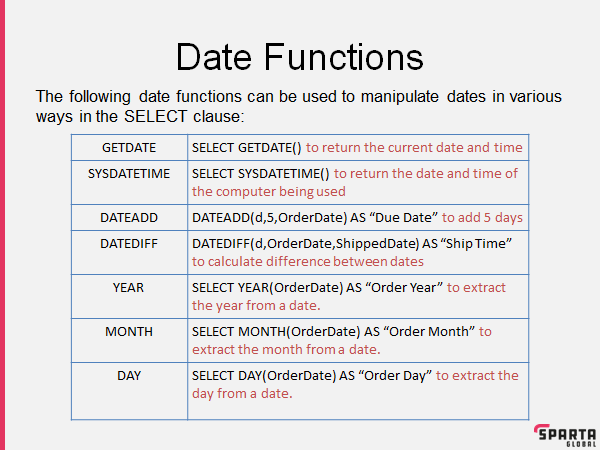 Date Functions
The following date functions can be used to manipulate dates in various
ways in the SELECT clause:
GETDATE SELECT GETDATE() to return the current date and time
SYSDATETIME SELECT SYSDATETIME() to return the date and time of
the computer being used
DATEADD DATEADD(d,5,OrderDate) AS “Due Date” to add 5 days
DATEDIFF DATEDIFF(d,OrderDate,ShippedDate) AS “Ship Time”
to calculate difference between dates
YEAR SELECT YEAR(OrderDate) AS “Order Year” to extract
the year from a date.
MONTH SELECT MONTH(OrderDate) AS “Order Month” to
extract the month from a date.
DAY SELECT DAY(OrderDate) AS “Order Day” to extract the
day from a date.
SPARTA
GLOBAL